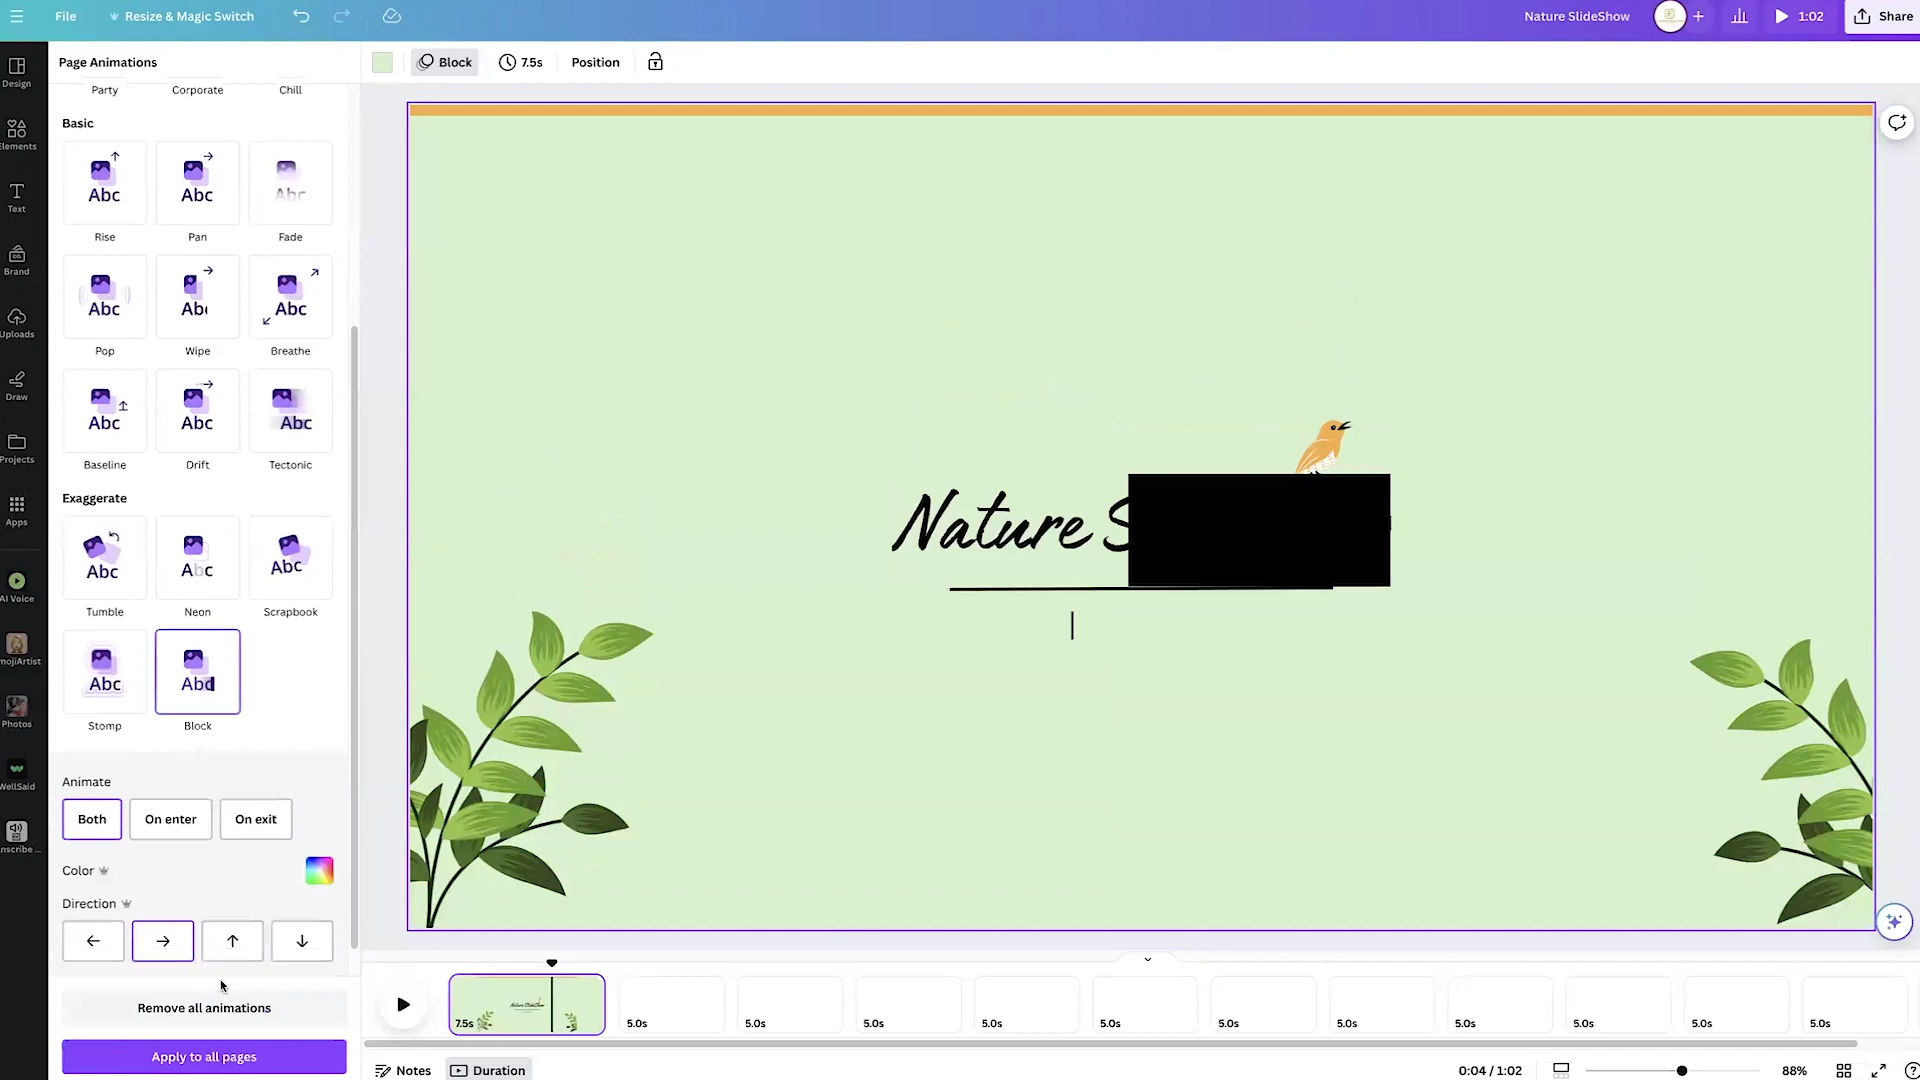 File
Resize & Magic Switch
Nature SlideShow
1:02
Share
Design
Elements
Text
Brand
Uploads
Draw
Projects
Apps
AI Voice
mojiArtist
Photos
WellSaid
nscribe ...
Page Animations
Party Corporate Chill
Basic
Abc Abc Abc
Rise Pan Fade
Abc Abc
Pop Wipe Breathe
Abc Abc Abc
Baseline Drift Tectonic
Exaggerate
Abc Abc Abc
Tumble Neon Scrapbook
Abc
Stomp Block
Animate
Both On enter On exit
Color
Direction
Remove all animations
Apply to all pages
Block 7.5s Position
Nature S
Nature SlideShow
7.5s 5.0s 5.0s 5.0s 5.0s 5.0s 5.0s 5.0s 5.0s 5.0s 5.0s 5.0s
Notes Duration
0:04 / 1:02
88%